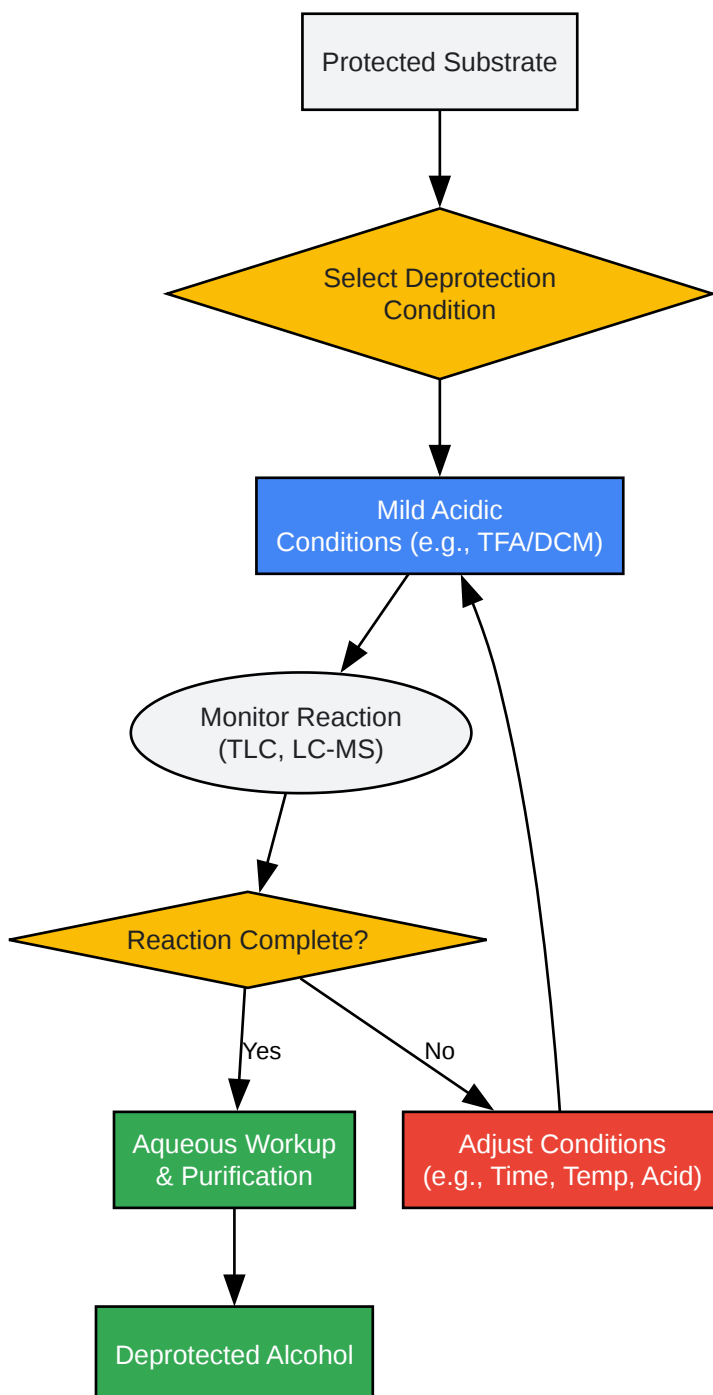 Protected Substrate
Select Deprotection
Condition
Mild Acidic
Conditions (e.g., TFA/DCM)
Monitor Reaction
(TLC, LC-MS)
Reaction Complete?
Yes
No
Aqueous Workup
& Purification
Adjust Conditions
(e.g., Time, Temp, Acid)
Deprotected Alcohol